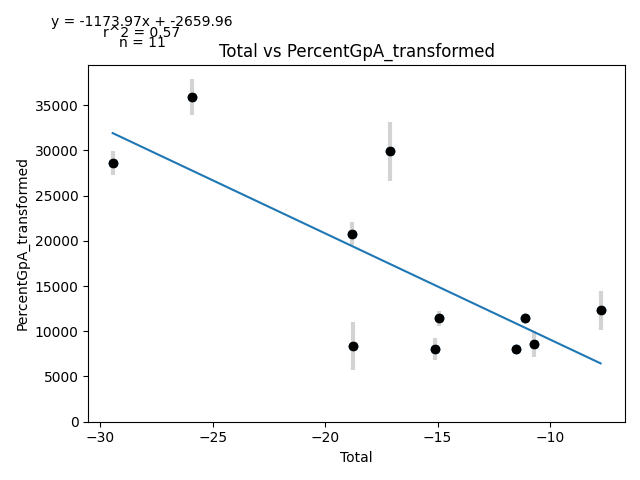 y = -1173.97x + -2659.96
r^2 = 0.57
n = 11
Total vs PercentGpA_transformed
35000
30000
25000
20000
15000
10000
5000
0
PercentGpA_transformed
−30
−25
−20
−15
−10
Total